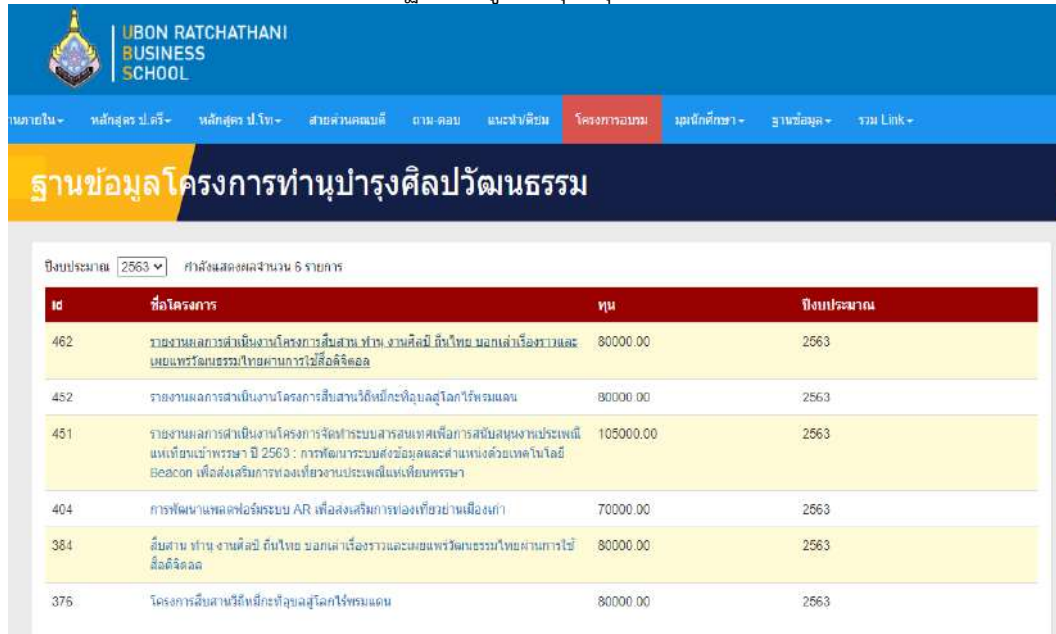 UBON RATCHATHANI
BUSINESS
SCHOOL
หลักสูตร ป.ตรี
หลักสูตร ป.โท
สายด่วนคณบดี
ถาม-ตอบ
แนะนำ/ติชม
โครงการอบรม
มุมนักศึกษา
ฐานข้อมูล
รวม Link
ฐานข้อมูลโครงการทำนุบำรุงศิลปวัฒนธรรม
ปีงบประมาณ 2563 กำลังแสดงผลจำนวน 6 รายการ
Id ชื่อโครงการ ทุน ปีงบประมาณ
462 รายงานผลการดำเนินงานโครงการสืบสาน ทำนุ งานศิลป์ ถิ่นไทย บอกเล่าเรื่องราวและ 80000.00 2563
เผยแพร่วัฒนธรรมไทยผ่านการใช้สื่อดิจิตอล
452 รายงานผลการดำเนินงานโครงการสืบสานวิถีหมี่กะทิอุบลสู่โลกไร้พรมแดน 80000.00 2563
451 รายงานผลการดำเนินงานโครงการจัดทำระบบสารสนเทศเพื่อการสนับสนุนงานประเพณี 105000.00 2563
แห่เทียนเข้าพรรษา ปี 2563 : การพัฒนาระบบส่งข้อมูลและตำแหน่งด้วยเทคโนโลยี
Beacon เพื่อส่งเสริมการท่องเที่ยวงานประเพณีแห่เทียนพรรษา
404 การพัฒนาแพลตฟอร์มระบบ AR เพื่อส่งเสริมการท่องเที่ยวย่านเมืองเก่า 70000.00 2563
384 สืบสาน ทำนุ งานศิลป์ ถิ่นไทย บอกเล่าเรื่องราวและเผยแพร่วัฒนธรรมไทยผ่านการใช้ 80000.00 2563
สื่อดิจิตอล
376 โครงการสืบสานวิถีหมี่กะทิอุบลสู่โลกไร้พรมแดน 80000.00 2563